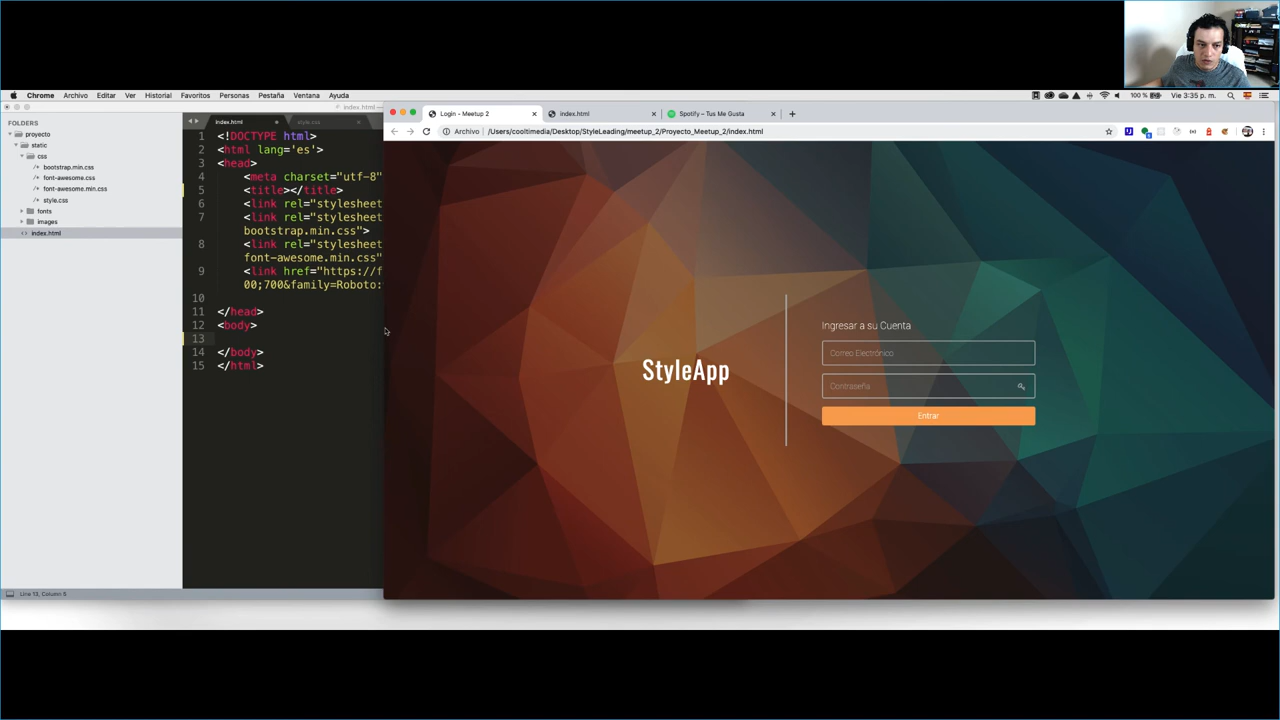 Chrome Archivo Editar Ver Historial Favoritos Personas Pestaña Ventana Ayuda
100 % Vie 3:35 p. m.
index.html —
FOLDERS
proyecto
static
css
bootstrap.min.css
font-awesome.css
font-awesome.min.css
style.css
fonts
images
index.html
index.html style.css
1 <!DOCTYPE html>
2 <html lang='es'>
3 <head>
4 <meta charset="utf-8"
5 <title></title>
6 <link rel="stylesheet
7 <link rel="stylesheet
bootstrap.min.css">
8 <link rel="stylesheet
font-awesome.min.css"
9 <link href="https://f
00;700&family=Roboto:
10
11 </head>
12 <body>
13
14 </body>
15 </html>
Line 13, Column 5
Login - Meetup 2 index.html Spotify – Tus Me Gusta
Archivo /Users/cooltimedia/Desktop/StyleLeading/meetup_2/Proyecto_Meetup_2/index.html
StyleApp
Ingresar a su Cuenta
Correo Electrónico
Contraseña
Entrar